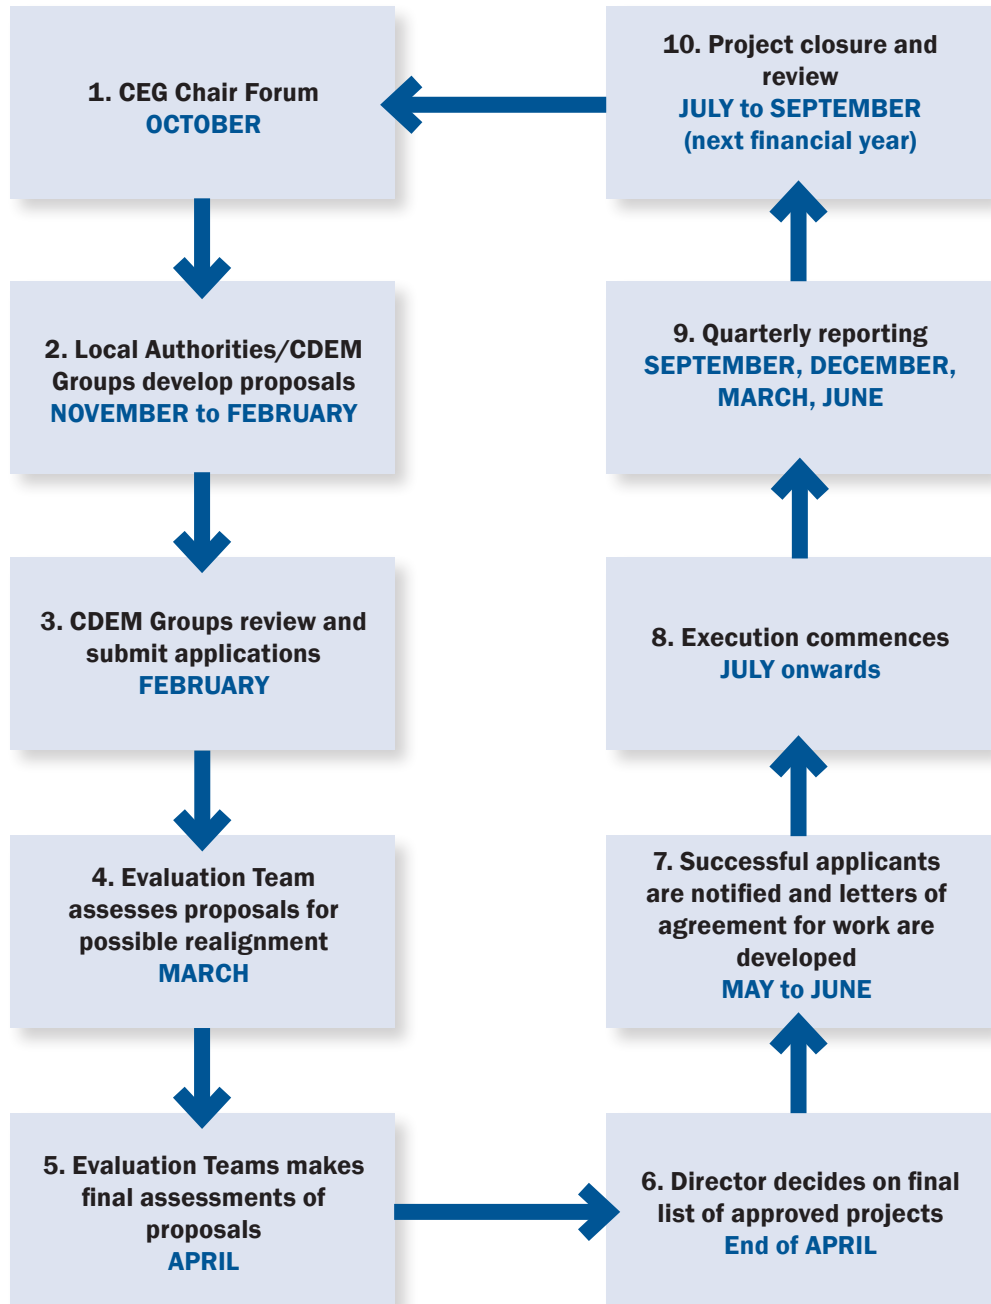 1. CEG Chair Forum
OCTOBER
2. Local Authorities/CDEM
Groups develop proposals
NOVEMBER to FEBRUARY
3. CDEM Groups review and
submit applications
FEBRUARY
4. Evaluation Team
assesses proposals for
possible realignment
MARCH
5. Evaluation Teams makes
final assessments of
proposals
APRIL
6. Director decides on final
list of approved projects
End of APRIL
7. Successful applicants
are notified and letters of
agreement for work are
developed
MAY to JUNE
8. Execution commences
JULY onwards
9. Quarterly reporting
SEPTEMBER, DECEMBER,
MARCH, JUNE
10. Project closure and
review
JULY to SEPTEMBER
(next financial year)